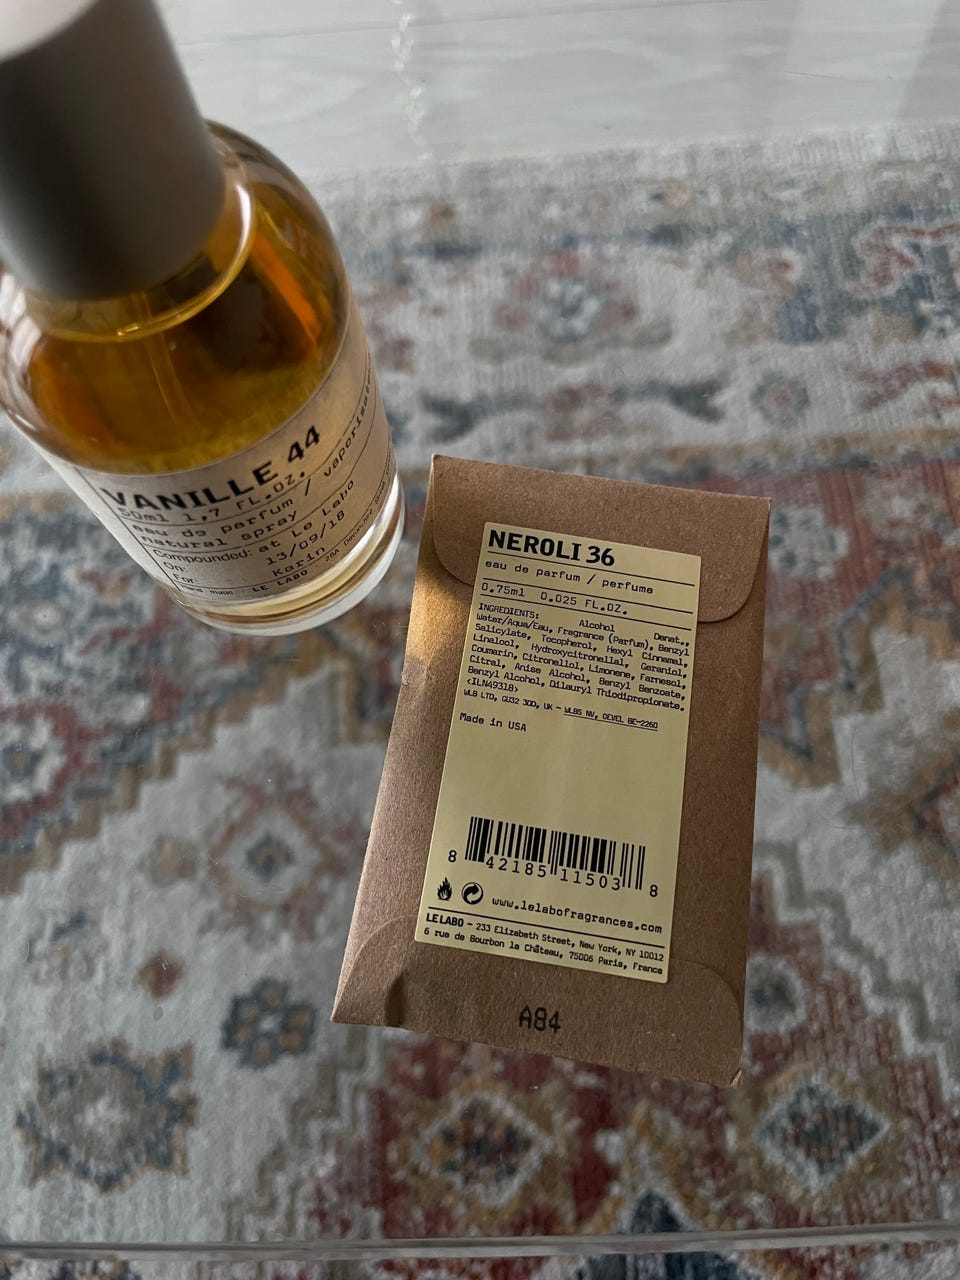 VANILLE 44
50ml 1,7 FL.OZ.
eau de parfum / vaporisateur
natural spray
Compounded: at Le Labo
On: 13/09/18
For: Karin
LE LABO
NEROLI 36
eau de parfum / perfume
0.75ml 0.025 FL.OZ.
INGREDIENTS: Alcohol Denat.,
Water/Aqua/Eau, Fragrance (Parfum), Benzyl
Salicylate, Tocopherol, Hexyl Cinnamal,
Linalool, Hydroxycitronellal, Geraniol,
Coumarin, Citronellol, Limonene, Farnesol,
Citral, Anise Alcohol, Benzyl Benzoate,
Benzyl Alcohol, Dilauryl Thiodipropionate.
<ILN49318>
WLB LTD, GU32 3QQ, UK - WLBS NV, DEVEL BE-2260
Made in USA
8 42185 11503 8
www.lelabofragrances.com
LE LABO - 233 Elizabeth Street, New York, NY 10012
6 rue de Bourbon le Château, 75006 Paris, France
A84